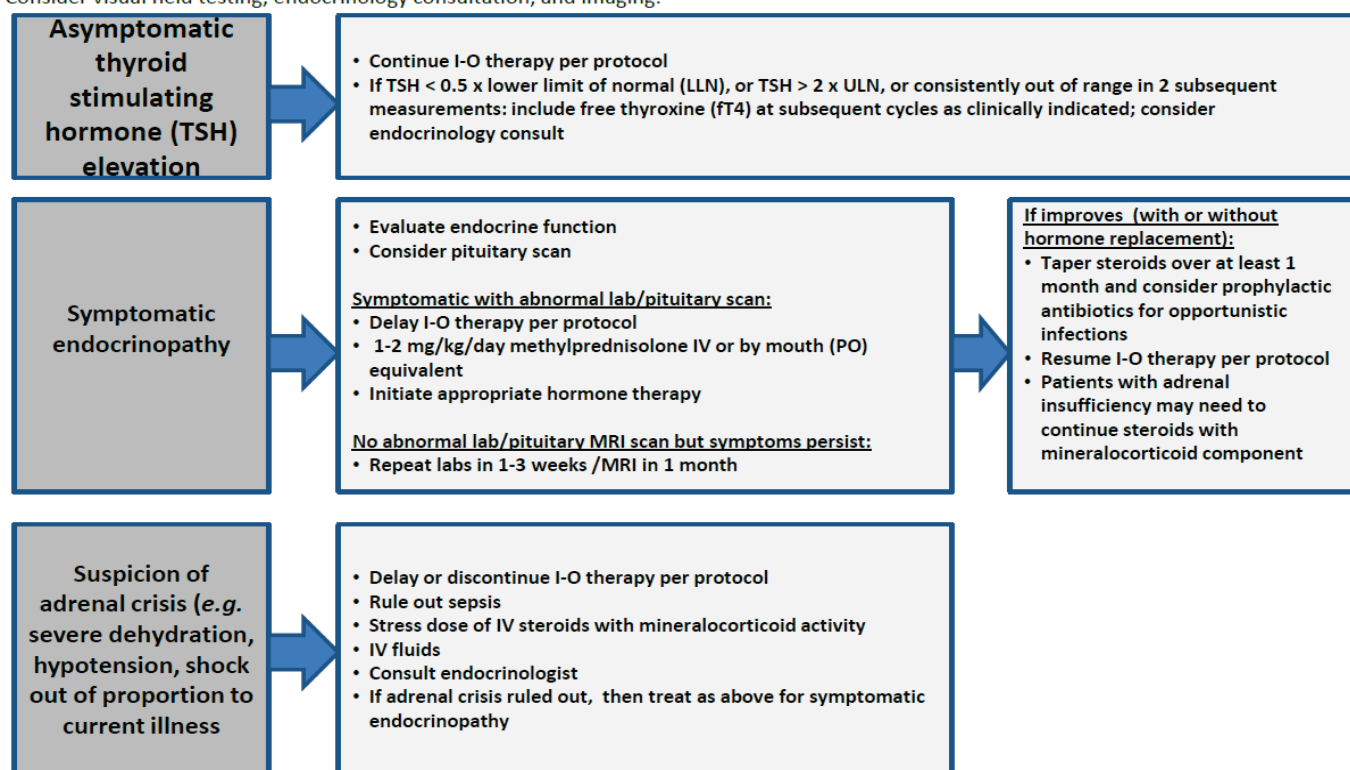 Consider visual field testing, endocrinology consultation, and imaging.
Asymptomatic
thyroid
stimulating
hormone (TSH)
elevation
• Continue I-O therapy per protocol
• If TSH < 0.5 x lower limit of normal (LLN), or TSH > 2 x ULN, or consistently out of range in 2 subsequent
measurements: include free thyroxine (fT4) at subsequent cycles as clinically indicated; consider
endocrinology consult
Symptomatic
endocrinopathy
• Evaluate endocrine function
• Consider pituitary scan
Symptomatic with abnormal lab/pituitary scan:
• Delay I-O therapy per protocol
• 1-2 mg/kg/day methylprednisolone IV or by mouth (PO)
equivalent
• Initiate appropriate hormone therapy
No abnormal lab/pituitary MRI scan but symptoms persist:
• Repeat labs in 1-3 weeks /MRI in 1 month
If improves (with or without
hormone replacement):
• Taper steroids over at least 1
month and consider prophylactic
antibiotics for opportunistic
infections
• Resume I-O therapy per protocol
• Patients with adrenal
insufficiency may need to
continue steroids with
mineralocorticoid component
Suspicion of
adrenal crisis (e.g.
severe dehydration,
hypotension, shock
out of proportion to
current illness
• Delay or discontinue I-O therapy per protocol
• Rule out sepsis
• Stress dose of IV steroids with mineralocorticoid activity
• IV fluids
• Consult endocrinologist
• If adrenal crisis ruled out, then treat as above for symptomatic
endocrinopathy